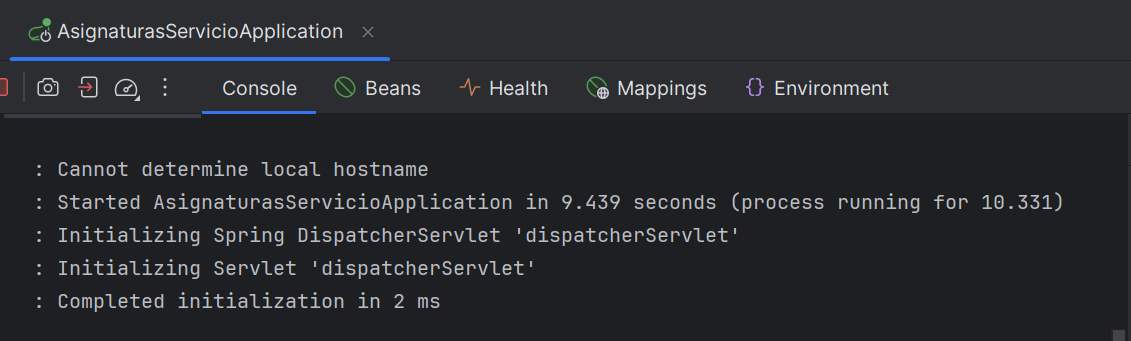 AsignaturasServicioApplication
Console Beans Health Mappings Environment
: Cannot determine local hostname
: Started AsignaturasServicioApplication in 9.439 seconds (process running for 10.331)
: Initializing Spring DispatcherServlet 'dispatcherServlet'
: Initializing Servlet 'dispatcherServlet'
: Completed initialization in 2 ms